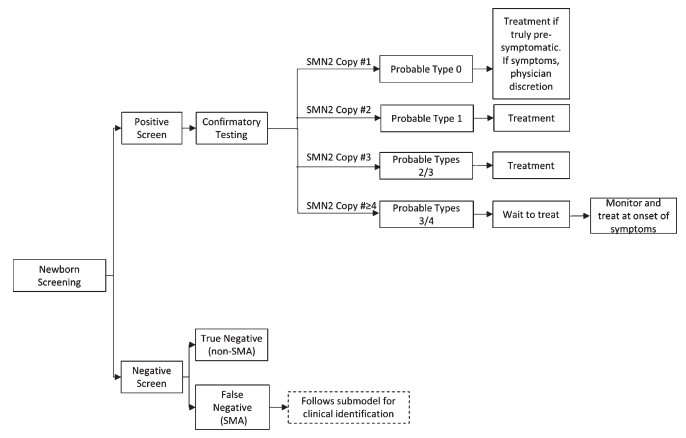 Treatment if
truly pre-
symptomatic.
If symptoms,
physician
discretion
SMN2 Copy #1
Probable Type 0
SMN2 Copy #2
Positive
Screen
Confirmatory
Testing
Probable Type 1
Treatment
SMN2 Copy #3
Probable Types
2/3
Treatment
SMN2 Copy #≥4
Probable Types
3/4
Wait to treat
Monitor and
treat at onset of
symptoms
Newborn
Screening
True Negative
(non-SMA)
Negative
Screen
False
Negative
(SMA)
Follows submodel for
clinical identification